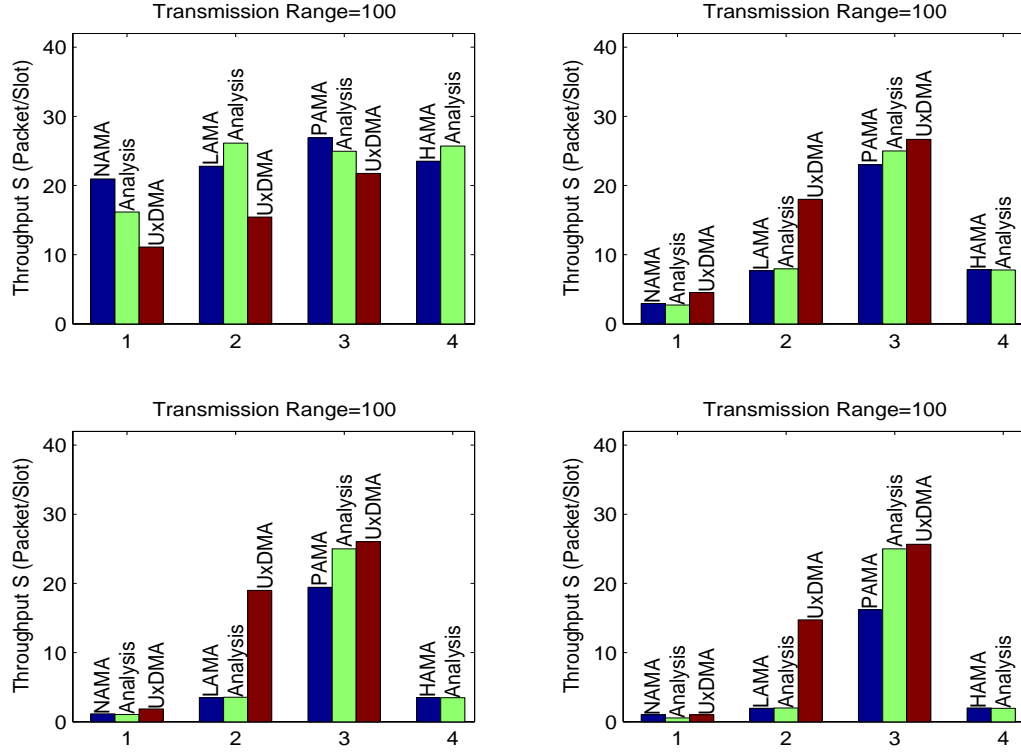 Transmission Range=100
Throughput S (Packet/Slot)
40
30
20
10
0
NAMA
Analysis
UxDMA
LAMA
Analysis
UxDMA
PAMA
Analysis
UxDMA
HAMA
Analysis
1
2
3
4
Transmission Range=100
Throughput S (Packet/Slot)
40
30
20
10
0
NAMA
Analysis
UxDMA
LAMA
Analysis
UxDMA
PAMA
Analysis
UxDMA
HAMA
Analysis
1
2
3
4
Transmission Range=100
Throughput S (Packet/Slot)
40
30
20
10
0
NAMA
Analysis
UxDMA
LAMA
Analysis
UxDMA
PAMA
Analysis
UxDMA
HAMA
Analysis
1
2
3
4
Transmission Range=100
Throughput S (Packet/Slot)
40
30
20
10
0
NAMA
Analysis
UxDMA
LAMA
Analysis
UxDMA
PAMA
Analysis
UxDMA
HAMA
Analysis
1
2
3
4